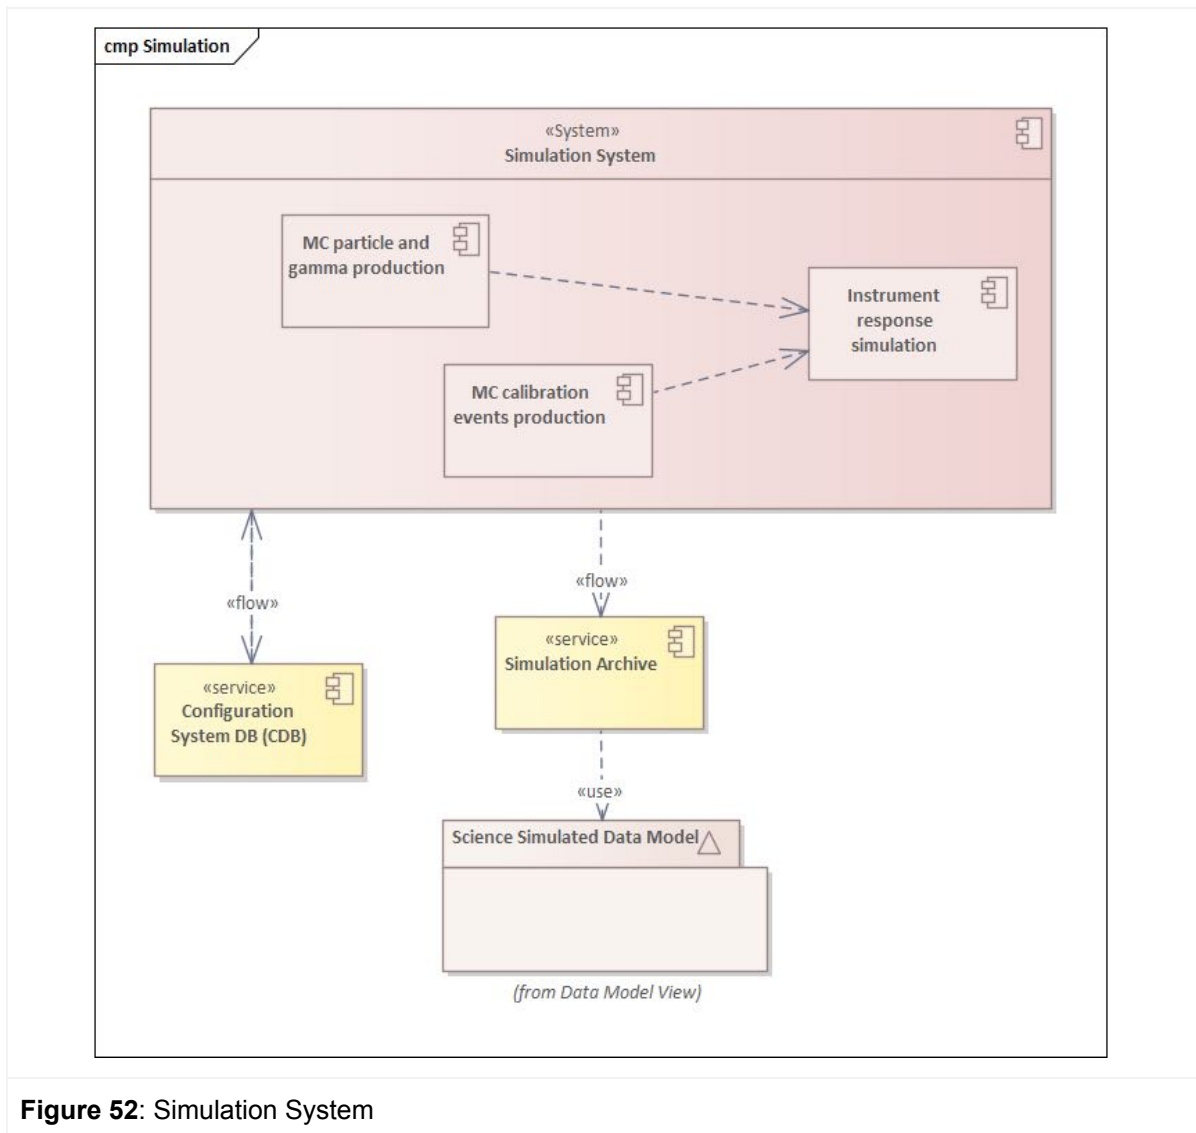 cmp Simulation
«System»
Simulation System
MC particle and
gamma production
Instrument
response
simulation
MC calibration
events production
«flow»
«flow»
«service»
Configuration
System DB (CDB)
«service»
Simulation Archive
«use»
Science Simulated Data Model
(from Data Model View)
Figure 52: Simulation System